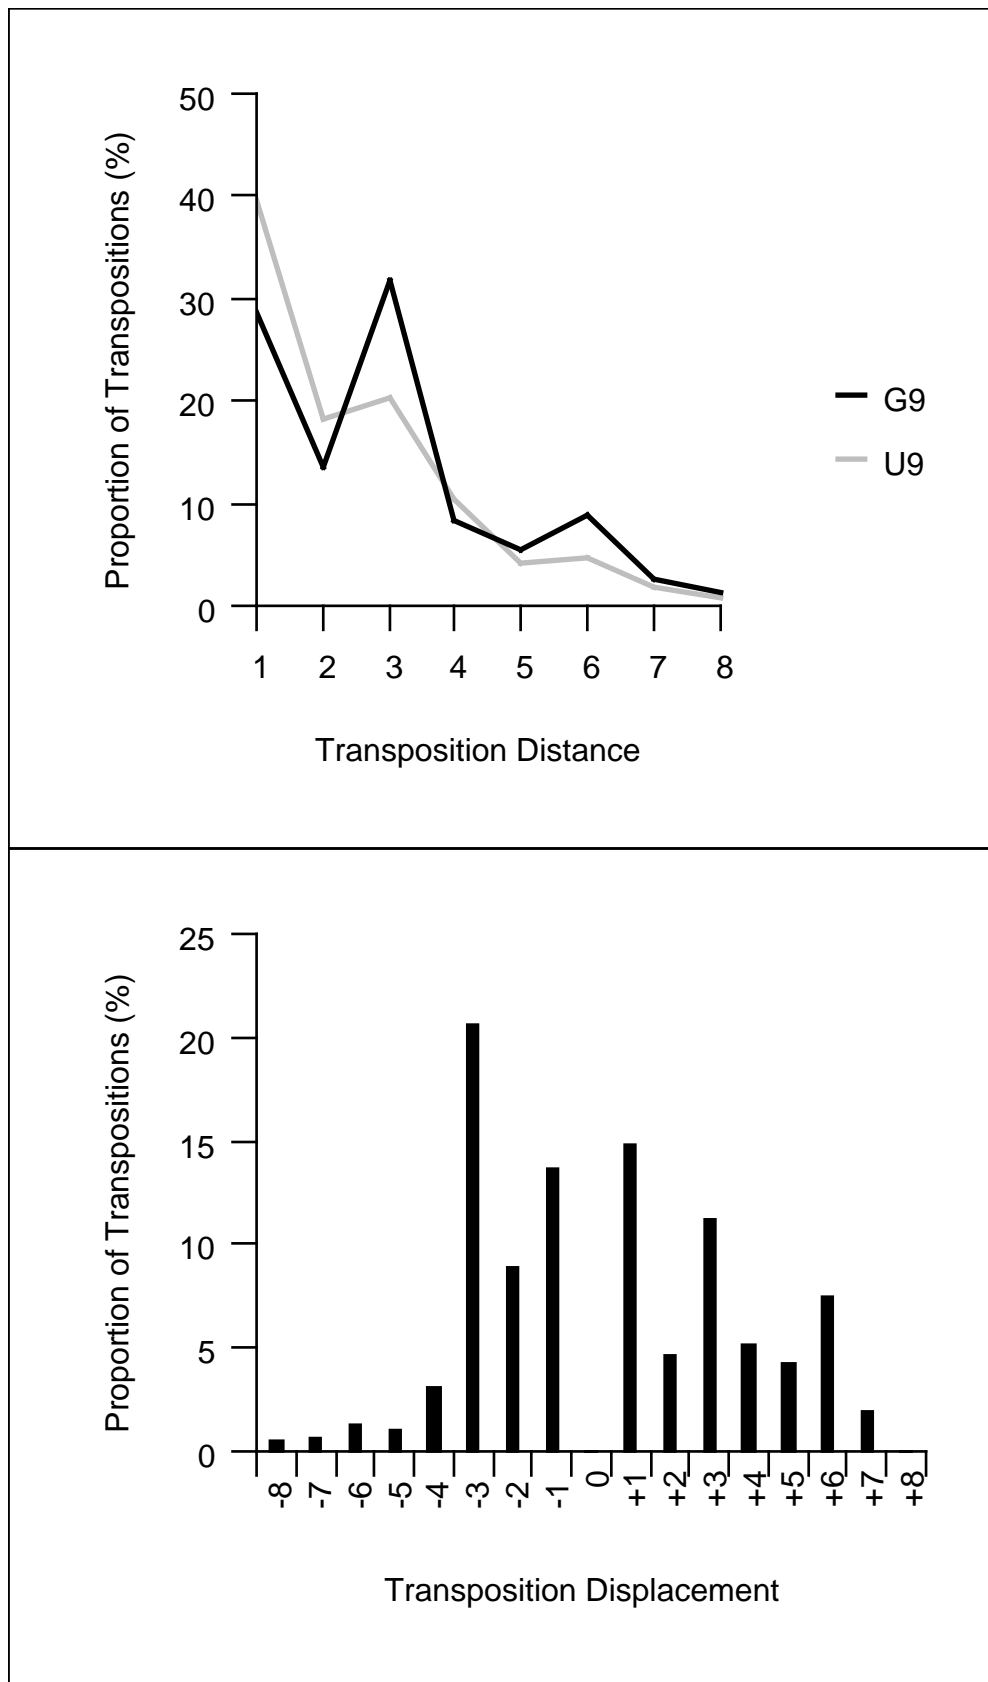 Proportion of Transpositions (%)
50
40
30
20
10
0
1 2 3 4 5 6 7 8
Transposition Distance
G9
U9
Proportion of Transpositions (%)
25
20
15
10
5
0
-8 -7 -6 -5 -4 -3 -2 -1 0 +1 +2 +3 +4 +5 +6 +7 +8
Transposition Displacement